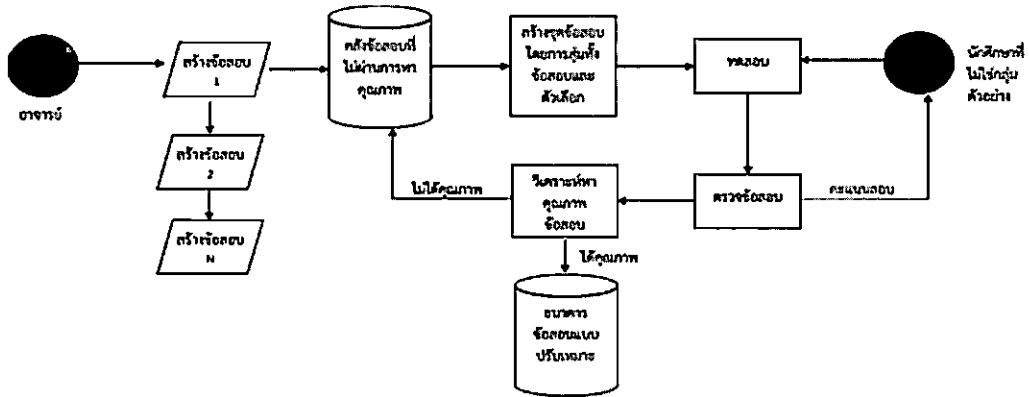 อาจารย์
สร้างข้อสอบ
1
สร้างข้อสอบ
2
สร้างข้อสอบ
N
คลังข้อสอบที่
ไม่ผ่านการหา
คุณภาพ
สร้างชุดข้อสอบ
โดยการสุ่มทั้ง
ข้อสอบและ
ตัวเลือก
ทดสอบ
นักศึกษาที่
ไม่ใช่กลุ่ม
ตัวอย่าง
ตรวจข้อสอบ
คะแนนสอบ
วิเคราะห์หา
คุณภาพ
ข้อสอบ
ไม่ได้คุณภาพ
ได้คุณภาพ
ธนาคาร
ข้อสอบแบบ
ปรับเหมาะ